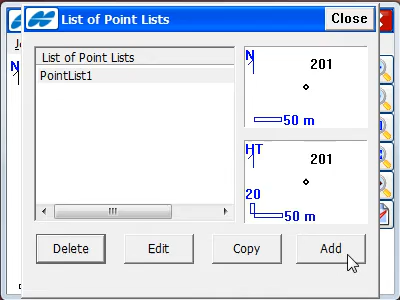 List of Point Lists
Close
Jo
N
List of Point Lists
PointList1
N
201
50 m
HT
201
20
50 m
Delete
Edit
Copy
Add